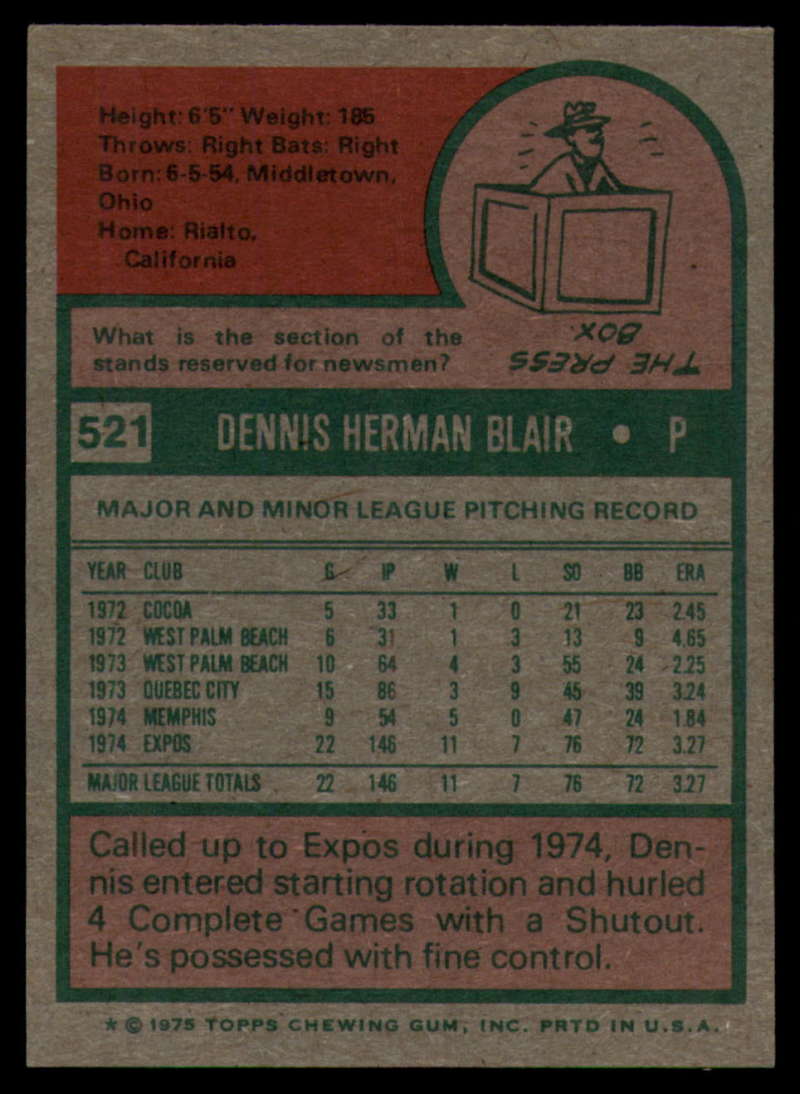 Height: 6'5" Weight: 185
Throws: Right Bats: Right
Born: 6-5-54, Middletown,
Ohio
Home: Rialto,
California
What is the section of the
stands reserved for newsmen?
THE PRESS
BOX.
521 DENNIS HERMAN BLAIR • P
MAJOR AND MINOR LEAGUE PITCHING RECORD
YEAR CLUB G IP W L SO BB ERA
1972 COCOA 5 33 1 0 21 23 2.45
1972 WEST PALM BEACH 6 31 1 3 13 9 4.65
1973 WEST PALM BEACH 10 64 4 3 55 24 2.25
1973 QUEBEC CITY 15 86 3 9 45 39 3.24
1974 MEMPHIS 9 54 5 0 47 24 1.84
1974 EXPOS 22 146 11 7 76 72 3.27
MAJOR LEAGUE TOTALS 22 146 11 7 76 72 3.27
Called up to Expos during 1974, Den-
nis entered starting rotation and hurled
4 Complete Games with a Shutout.
He's possessed with fine control.
* © 1975 TOPPS CHEWING GUM, INC. PRTD IN U.S.A.